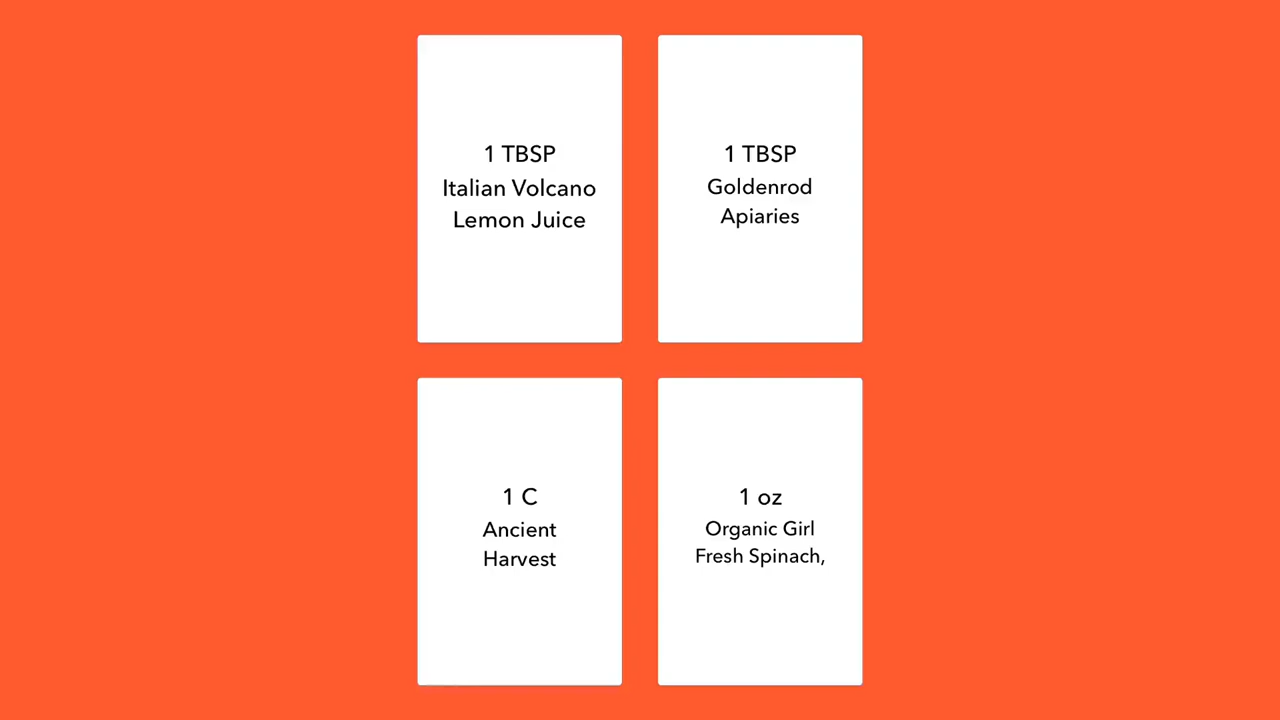 1 TBSP
Italian Volcano
Lemon Juice
1 TBSP
Goldenrod
Apiaries
1 C
Ancient
Harvest
1 oz
Organic Girl
Fresh Spinach,